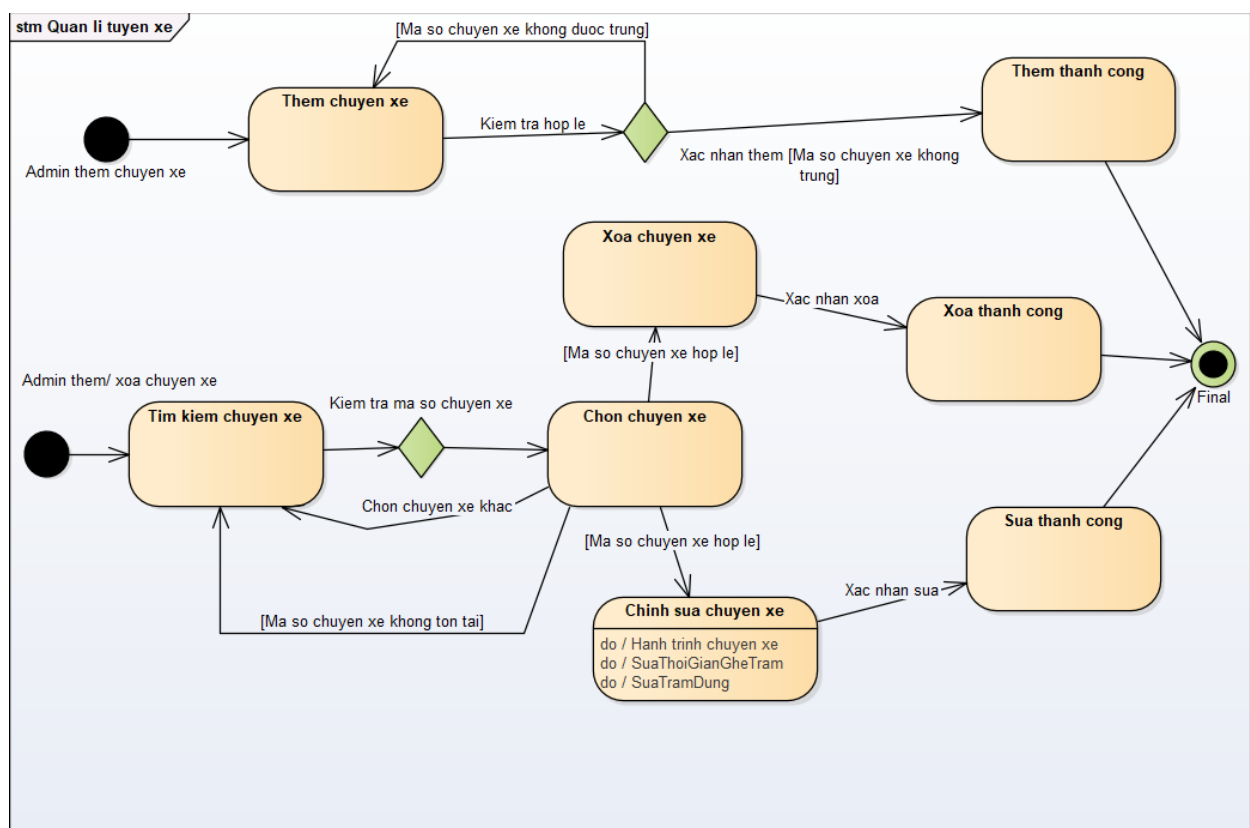 stm Quan li tuyen xe
[Ma so chuyen xe khong duoc trung]
Them chuyen xe
Them thanh cong
Kiem tra hop le
Admin them chuyen xe
Xac nhan them [Ma so chuyen xe khong
trung]
Xoa chuyen xe
Xac nhan xoa
Xoa thanh cong
[Ma so chuyen xe hop le]
Final
Admin them/ xoa chuyen xe
Kiem tra ma so chuyen xe
Tim kiem chuyen xe
Chon chuyen xe
Chon chuyen xe khac
Sua thanh cong
[Ma so chuyen xe hop le]
Xac nhan sua
[Ma so chuyen xe khong ton tai]
Chinh sua chuyen xe
do / Hanh trinh chuyen xe
do / SuaThoiGianGheTram
do / SuaTramDung